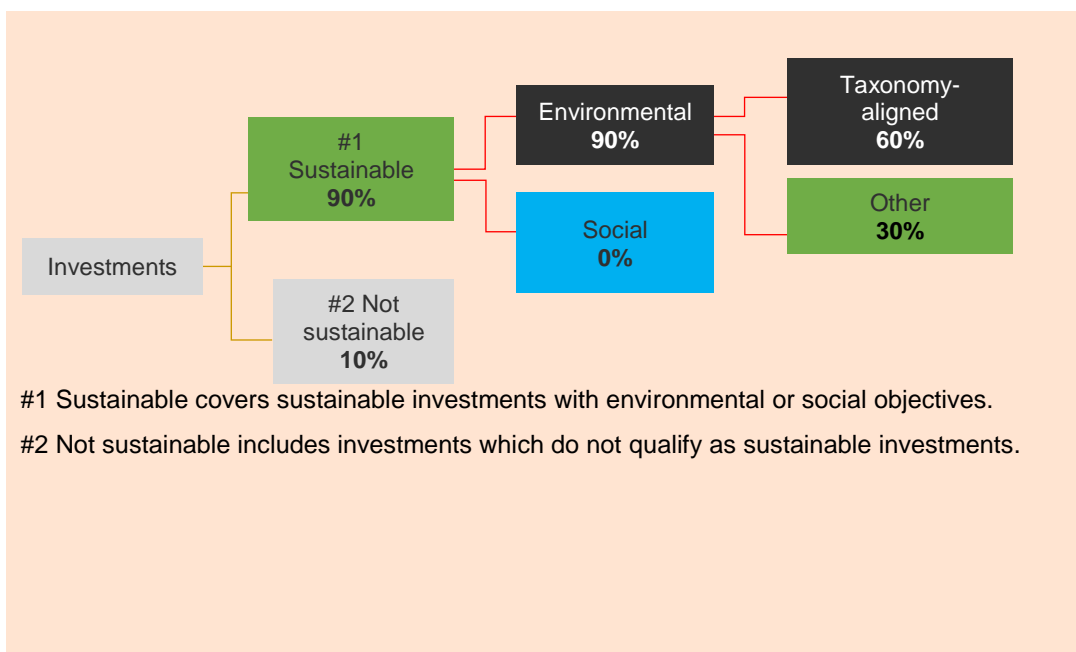 Investments
#1
Sustainable
90%
#2 Not
sustainable
10%
Environmental
90%
Social
0%
Taxonomy-
aligned
60%
Other
30%
#1 Sustainable covers sustainable investments with environmental or social objectives.
#2 Not sustainable includes investments which do not qualify as sustainable investments.